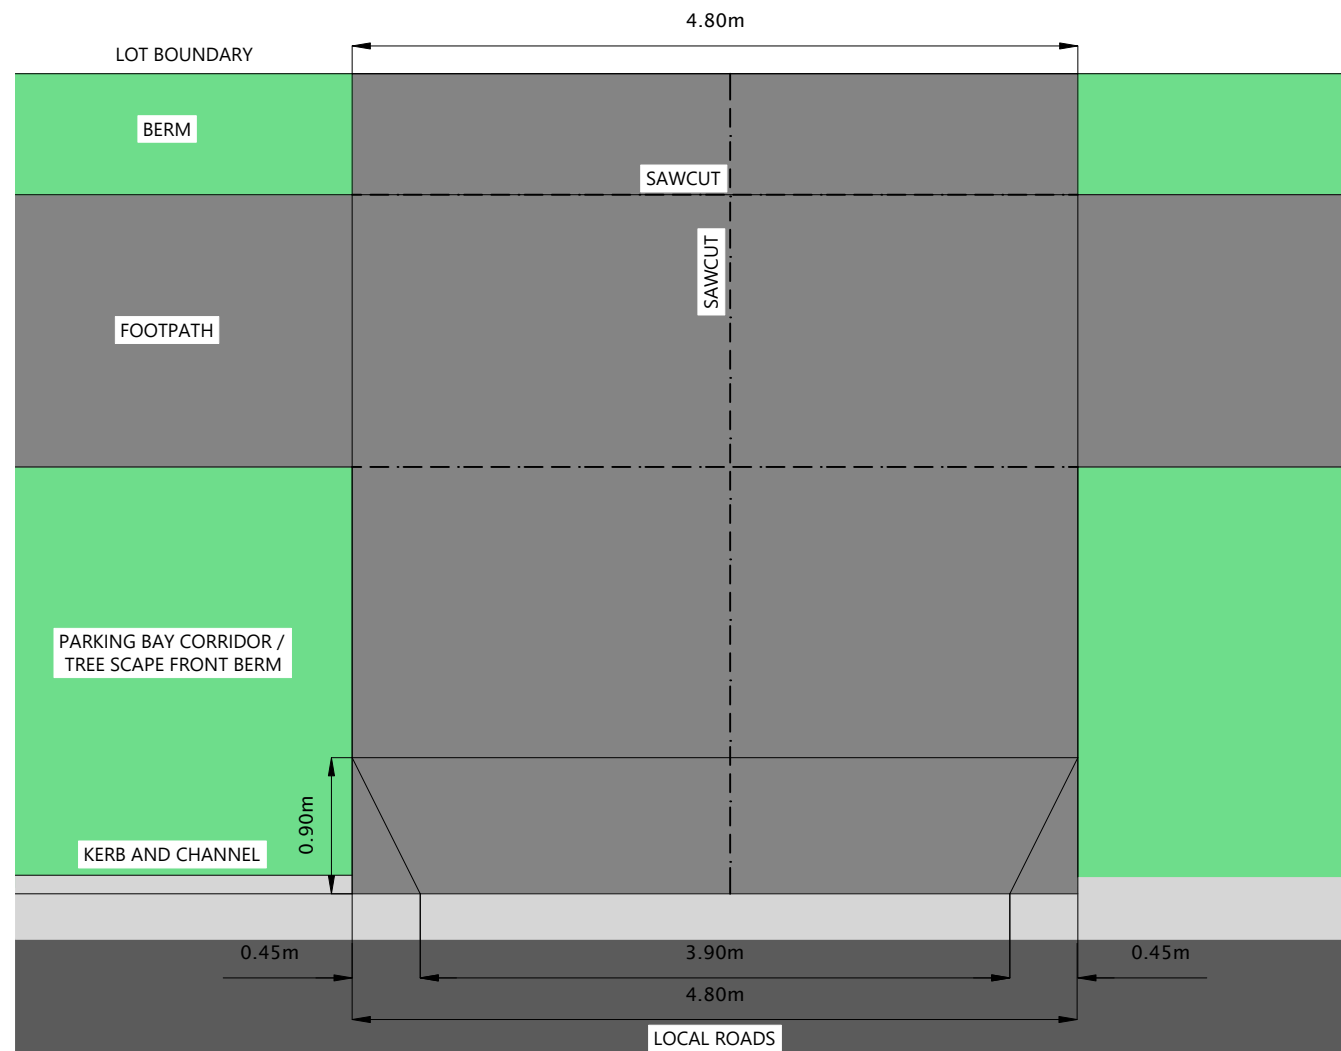 4.80m
LOT BOUNDARY
BERM
SAWCUT
SAWCUT
FOOTPATH
PARKING BAY CORRIDOR /
TREE SCAPE FRONT BERM
0.90m
KERB AND CHANNEL
0.45m
3.90m
0.45m
4.80m
LOCAL ROADS